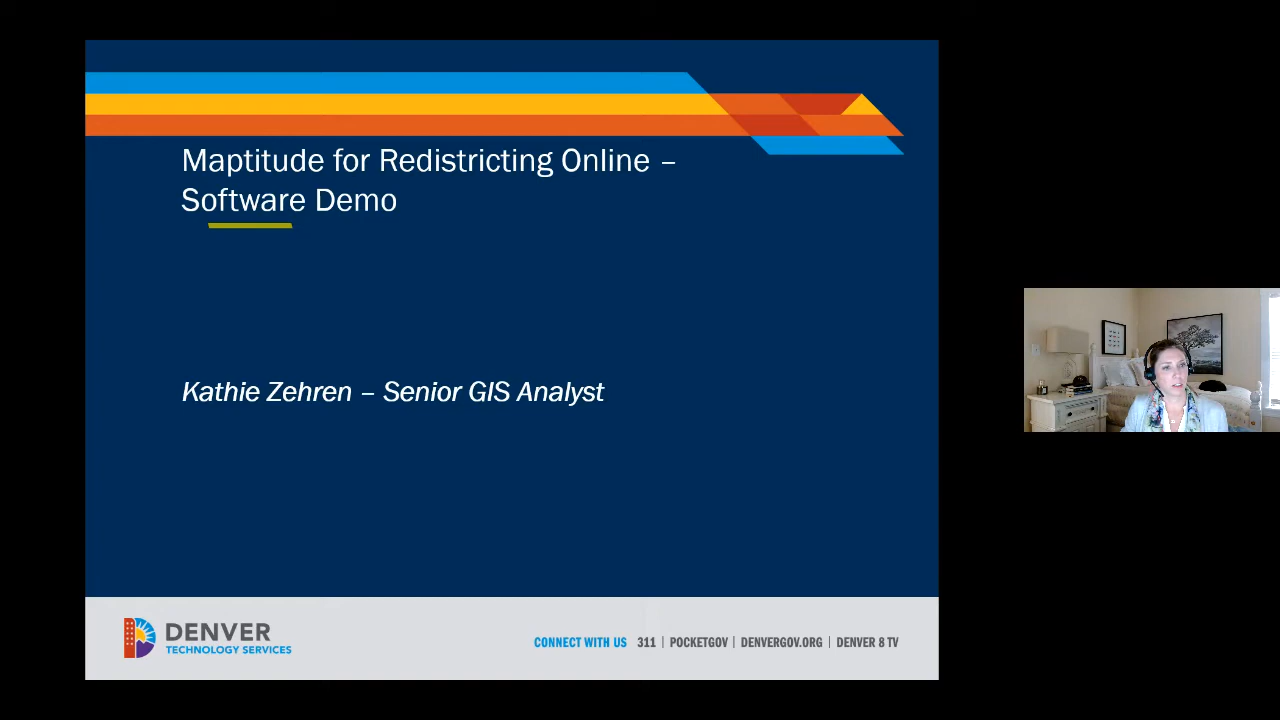 Maptitude for Redistricting Online –
Software Demo
Kathie Zehren – Senior GIS Analyst
DENVER
TECHNOLOGY SERVICES
CONNECT WITH US 311 | POCKETGOV | DENVERGOV.ORG | DENVER 8 TV